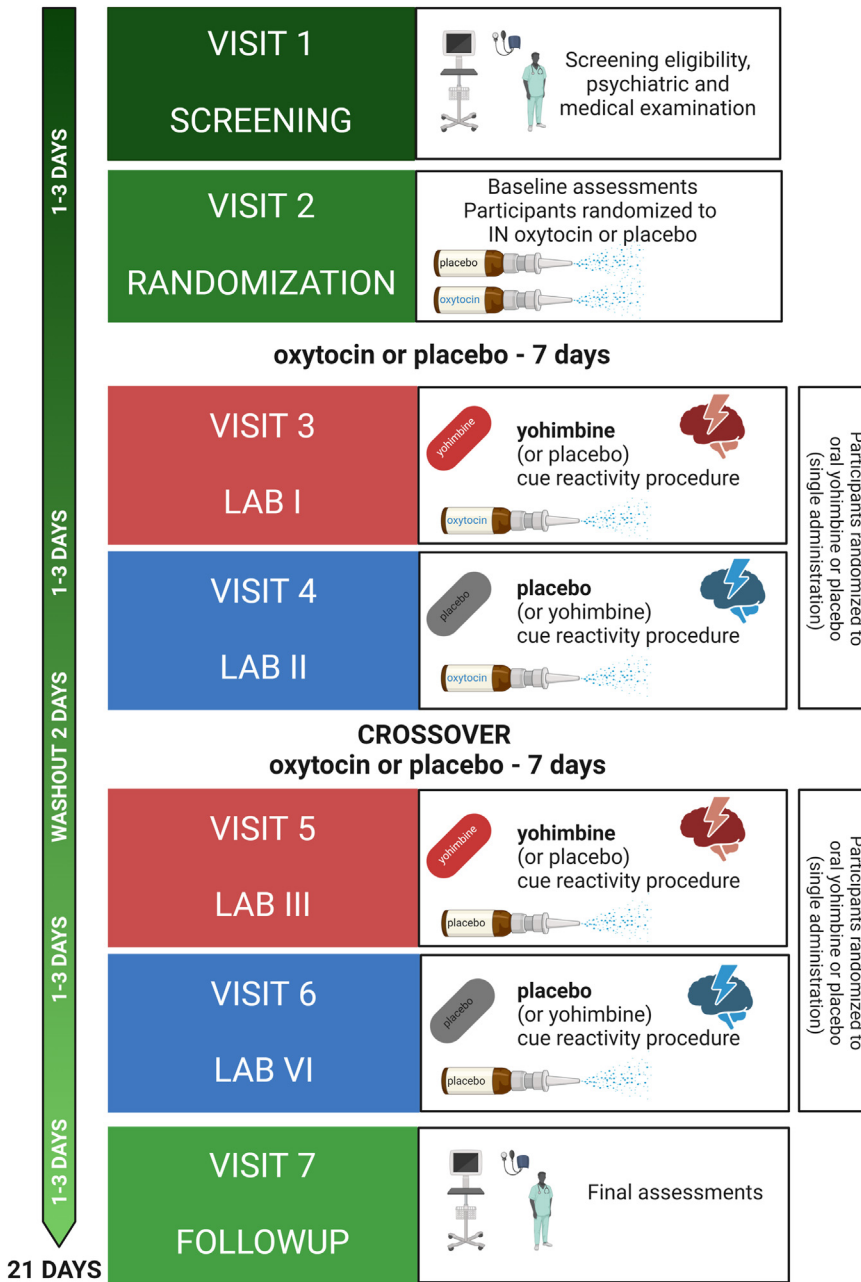 VISIT 1
SCREENING
Screening eligibility,
psychiatric and
medical examination
1-3 DAYS
VISIT 2
RANDOMIZATION
Baseline assessments
Participants randomized to
IN oxytocin or placebo
placebo
oxytocin
oxytocin or placebo - 7 days
VISIT 3
LAB I
yohimbine
yohimbine
(or placebo)
cue reactivity procedure
oxytocin
Participants randomized to
oral yohimbine or placebo
(single administration)
1-3 DAYS
VISIT 4
LAB II
placebo
placebo
(or yohimbine)
cue reactivity procedure
oxytocin
WASHOUT 2 DAYS
CROSSOVER
oxytocin or placebo - 7 days
VISIT 5
LAB III
yohimbine
yohimbine
(or placebo)
cue reactivity procedure
placebo
Participants randomized to
oral yohimbine or placebo
(single administration)
1-3 DAYS
VISIT 6
LAB VI
placebo
placebo
(or yohimbine)
cue reactivity procedure
placebo
1-3 DAYS
VISIT 7
FOLLOWUP
Final assessments
21 DAYS